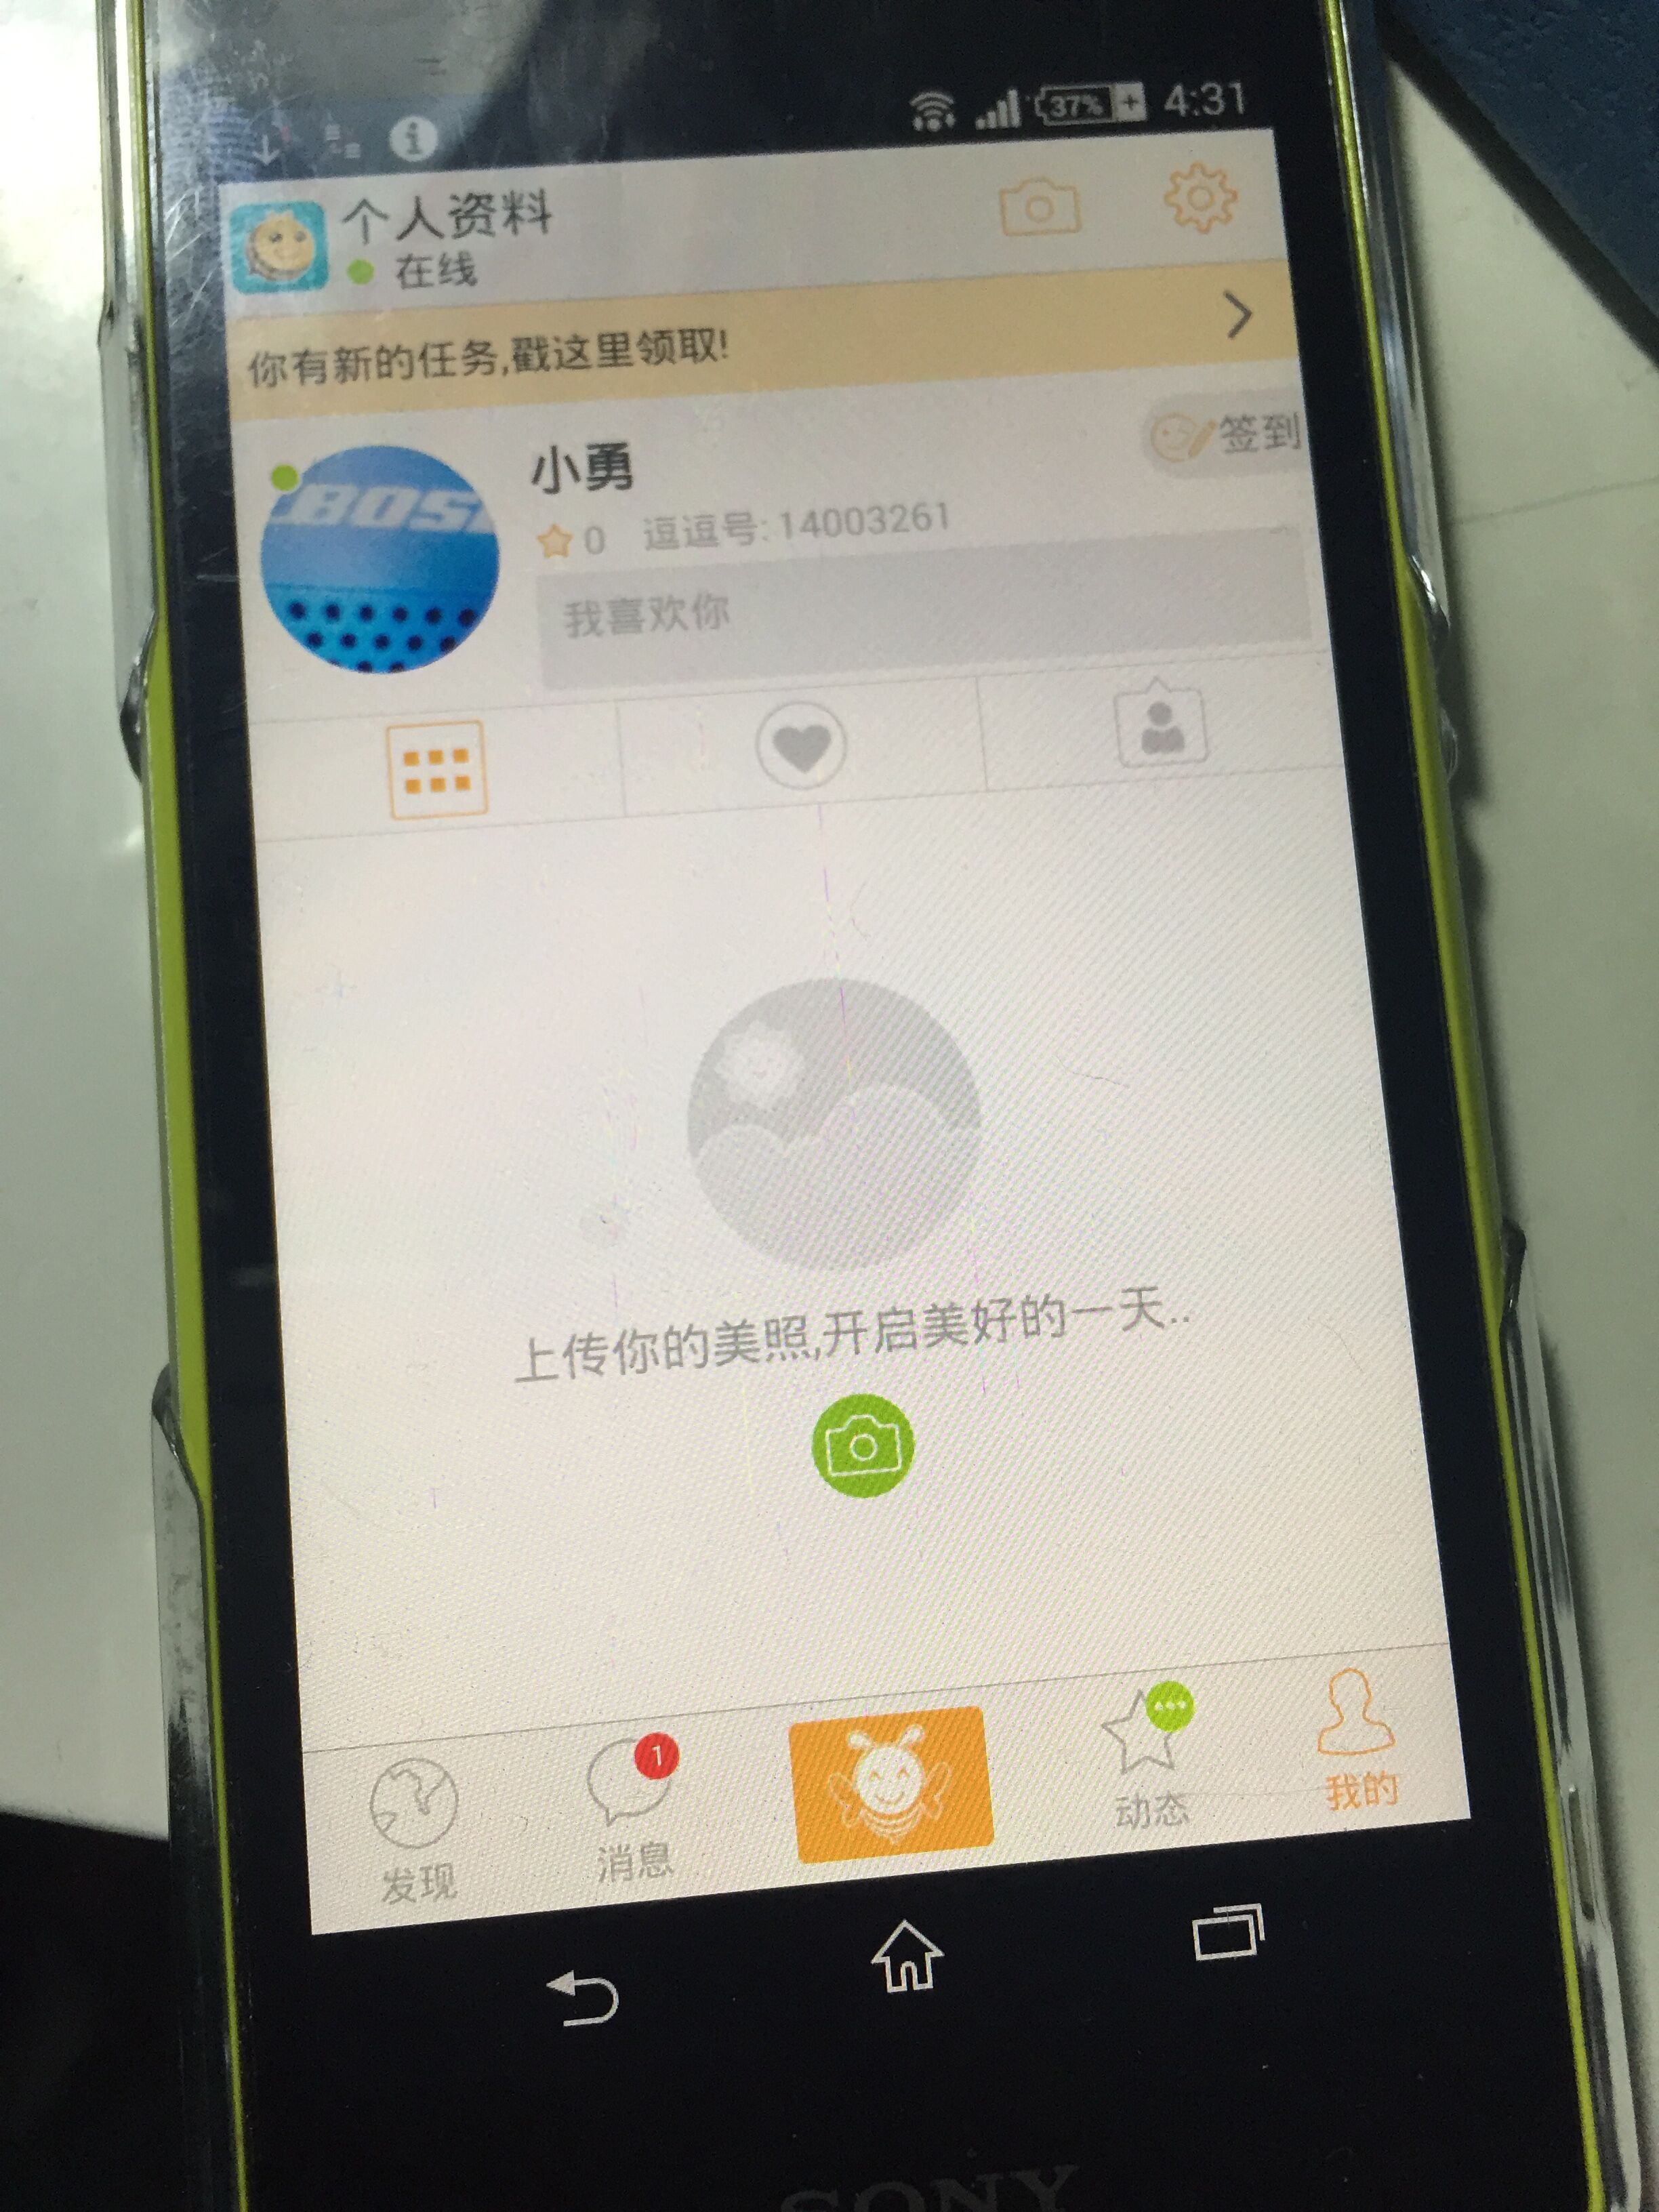 37% 4:31
个人资料
在线
你有新的任务,戳这里领取!
BOS
小勇
签到
0 逗逗号: 14003261
我喜欢你
上传你的美照,开启美好的一天..
1
发现
消息
动态
我的
SONY